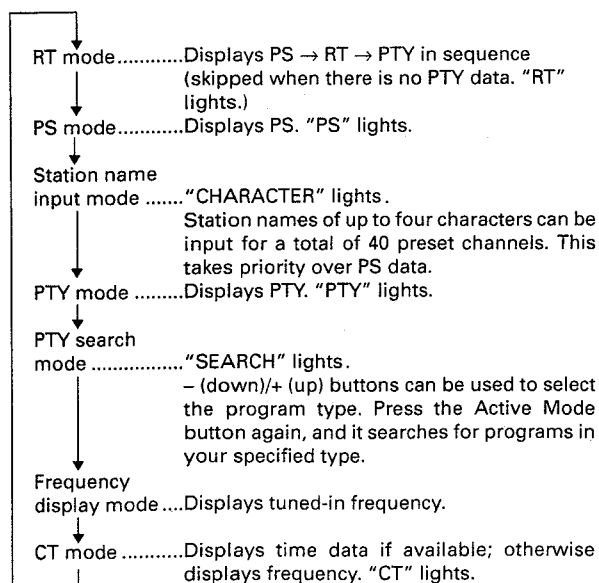 RT mode............Displays PS → RT → PTY in sequence
(skipped when there is no PTY data. "RT"
lights.)
PS mode............Displays PS. "PS" lights.
Station name
input mode ......."CHARACTER" lights.
Station names of up to four characters can be
input for a total of 40 preset channels. This
takes priority over PS data.
PTY mode .........Displays PTY. "PTY" lights.
PTY search
mode ................."SEARCH" lights.
– (down)/+ (up) buttons can be used to select
the program type. Press the Active Mode
button again, and it searches for programs in
your specified type.
Frequency
display mode ....Displays tuned-in frequency.
CT mode ...........Displays time data if available; otherwise
displays frequency. "CT" lights.